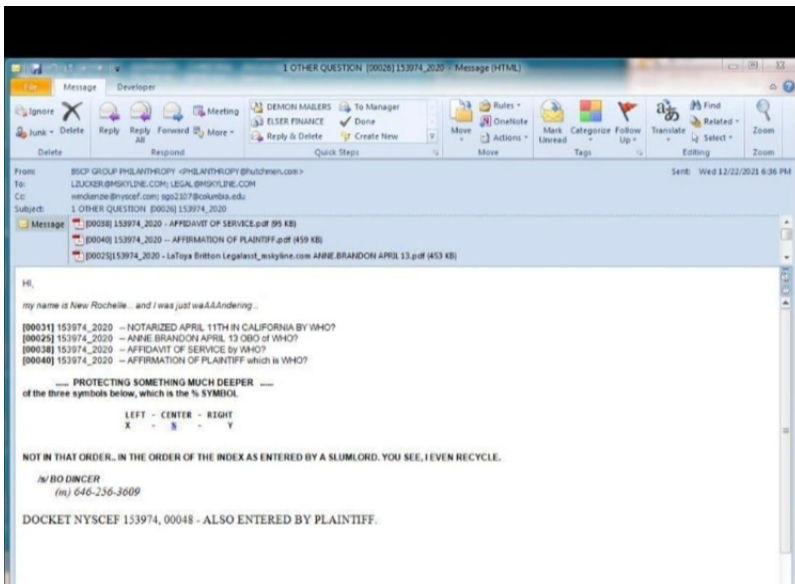 1 OTHER QUESTION [00026] 153974_2020 - Message (HTML)
File Message Developer
Ignore
Junk
Delete
Reply
Reply All
Forward
Meeting
More
DEMON MAILERS
ELSER FINANCE
Reply & Delete
To Manager
Done
Create New
Move
Rules
OneNote
Actions
Mark Unread
Categorize
Follow Up
Translate
Find
Related
Select
Zoom
Delete Respond Quick Steps Move Tags Editing Zoom
From: BSCP GROUP PHILANTHROPY <PHILANTHROPY@hutchmen.com> Sent: Wed 12/22/2021 6:36 PM
To: LZUCKER@MSKYLINE.COM; LEGAL@MSKYLINE.COM
Cc: wmckenzie@nyscef.com; sgo2107@columbia.edu
Subject: 1 OTHER QUESTION [00026] 153974_2020
Message [00038] 153974_2020 - AFFIDAVIT OF SERVICE.pdf (95 KB)
[00040] 153974_2020 -- AFFIRMATION OF PLAINTIFF.pdf (459 KB)
[00025]153974_2020 - LaToya Britton Legalasst_mskyline.com ANNE.BRANDON APRIL 13.pdf (453 KB)
HI,
my name is New Rochelle... and I was just waAAAndering...
[00031] 153974_2020 -- NOTARIZED APRIL 11TH IN CALIFORNIA BY WHO?
[00025] 153974_2020 -- ANNE.BRANDON APRIL 13 OBO of WHO?
[00038] 153974_2020 -- AFFIDAVIT OF SERVICE by WHO?
[00040] 153974_2020 -- AFFIRMATION OF PLAINTIFF which is WHO?
...... PROTECTING SOMETHING MUCH DEEPER ......
of the three symbols below, which is the % SYMBOL
LEFT - CENTER - RIGHT
X - % - Y
NOT IN THAT ORDER.. IN THE ORDER OF THE INDEX AS ENTERED BY A SLUMLORD. YOU SEE, I EVEN RECYCLE.
/s/ BO DINCER
(m) 646-256-3609
DOCKET NYSCEF 153974, 00048 - ALSO ENTERED BY PLAINTIFF.